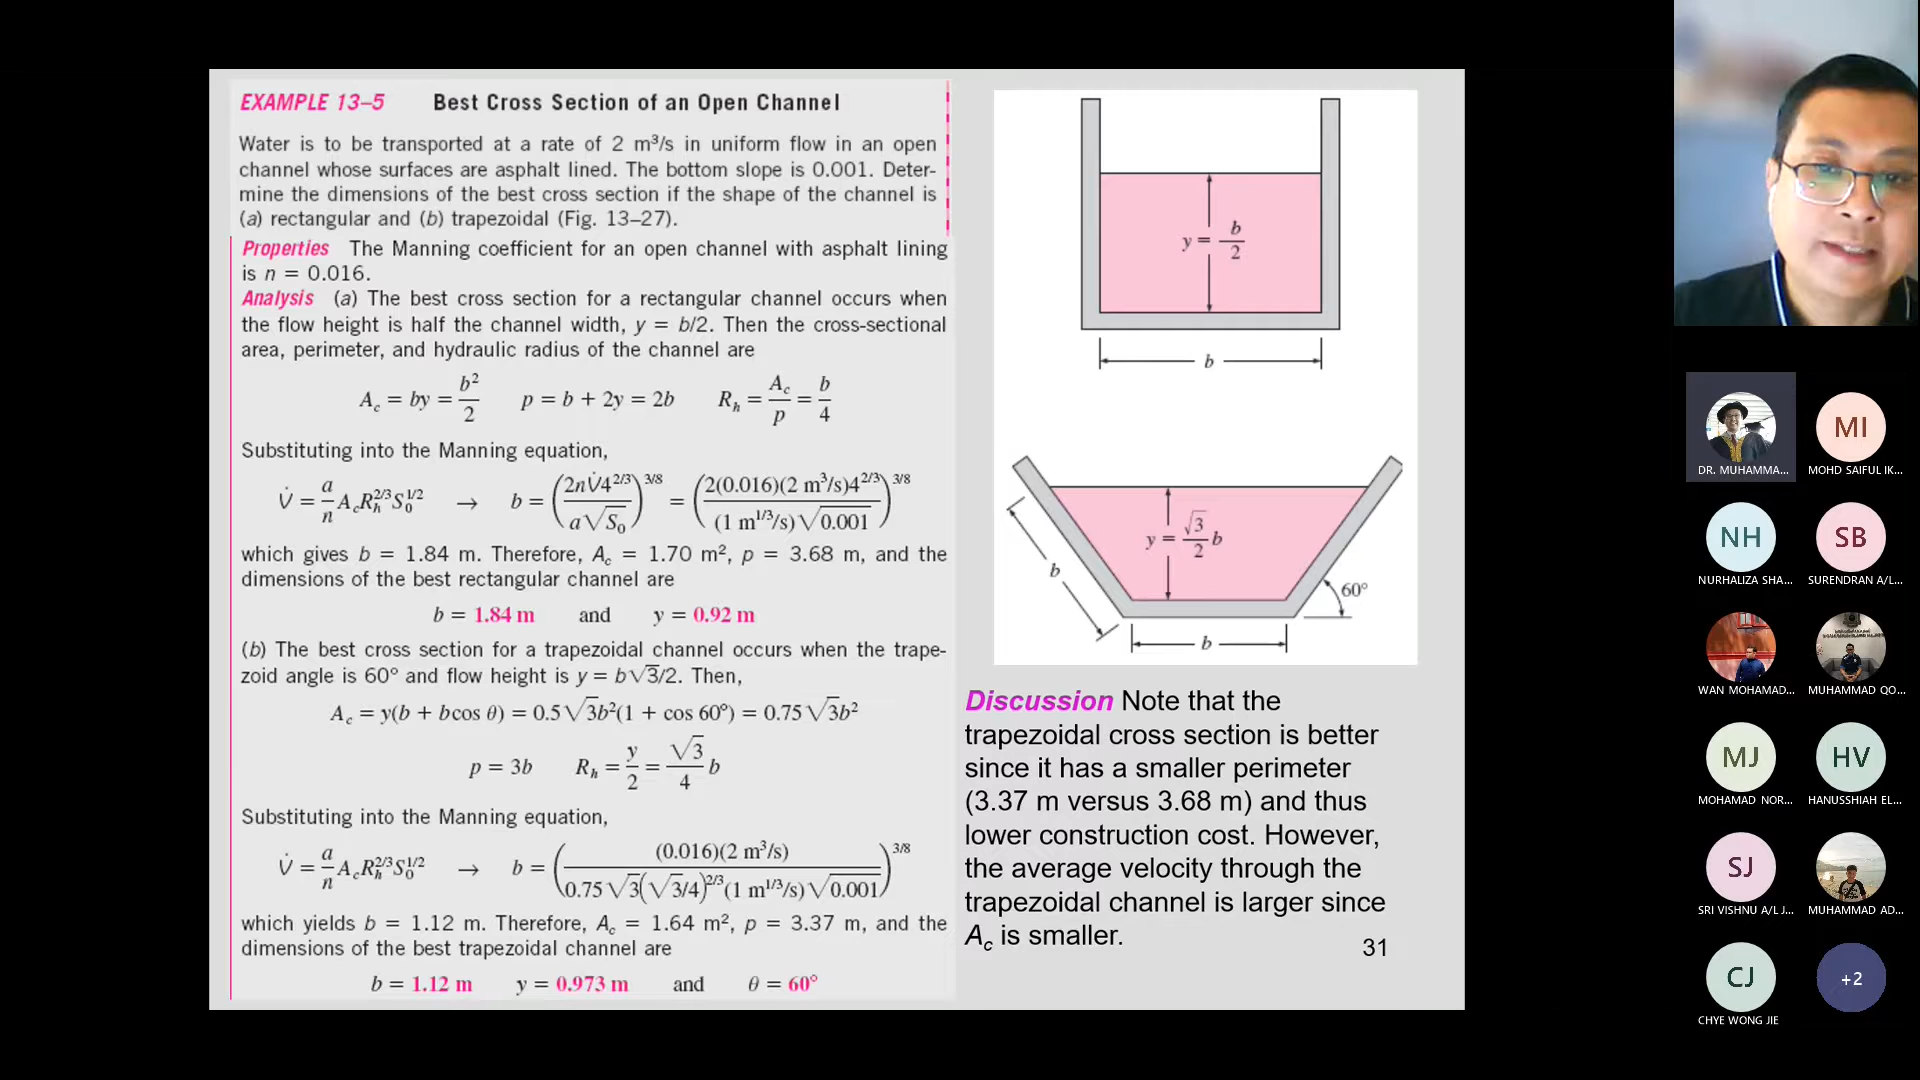 EXAMPLE 13–5 Best Cross Section of an Open Channel
Water is to be transported at a rate of 2 m³/s in uniform flow in an open
channel whose surfaces are asphalt lined. The bottom slope is 0.001. Deter-
mine the dimensions of the best cross section if the shape of the channel is
(a) rectangular and (b) trapezoidal (Fig. 13–27).
Properties The Manning coefficient for an open channel with asphalt lining
is n = 0.016.
Analysis (a) The best cross section for a rectangular channel occurs when
the flow height is half the channel width, y = b/2. Then the cross-sectional
area, perimeter, and hydraulic radius of the channel are
A_c = by = b²/2 p = b + 2y = 2b R_h = A_c/p = b/4
Substituting into the Manning equation,
V̇ = a/n A_c R_h^2/3 S_0^1/2 → b = (2nV̇4^2/3 / a√S_0)^3/8 = (2(0.016)(2 m³/s)4^2/3 / (1 m^1/3/s)√0.001)^3/8
which gives b = 1.84 m. Therefore, A_c = 1.70 m², p = 3.68 m, and the
dimensions of the best rectangular channel are
b = 1.84 m and y = 0.92 m
(b) The best cross section for a trapezoidal channel occurs when the trape-
zoid angle is 60° and flow height is y = b√3/2. Then,
A_c = y(b + b cos θ) = 0.5√3b²(1 + cos 60°) = 0.75√3b²
p = 3b R_h = y/2 = √3/4 b
Substituting into the Manning equation,
V̇ = a/n A_c R_h^2/3 S_0^1/2 → b = ((0.016)(2 m³/s) / 0.75√3(√3/4)^2/3 (1 m^1/3/s)√0.001)^3/8
which yields b = 1.12 m. Therefore, A_c = 1.64 m², p = 3.37 m, and the
dimensions of the best trapezoidal channel are
b = 1.12 m y = 0.973 m and θ = 60°
y = b/2
b
y = √3/2 b
b
60°
b
Discussion Note that the
trapezoidal cross section is better
since it has a smaller perimeter
(3.37 m versus 3.68 m) and thus
lower construction cost. However,
the average velocity through the
trapezoidal channel is larger since
A_c is smaller.
31
DR. MUHAMMA...
MI
MOHD SAIFUL IK...
NH
NURHALIZA SHA...
SB
SURENDRAN A/L...
WAN MOHAMAD...
MUHAMMAD QO...
MJ
MOHAMAD NOR...
HV
HANUSSHIAH EL...
SJ
SRI VISHNU A/L J...
MUHAMMAD AD...
CJ
CHYE WONG JIE
+2